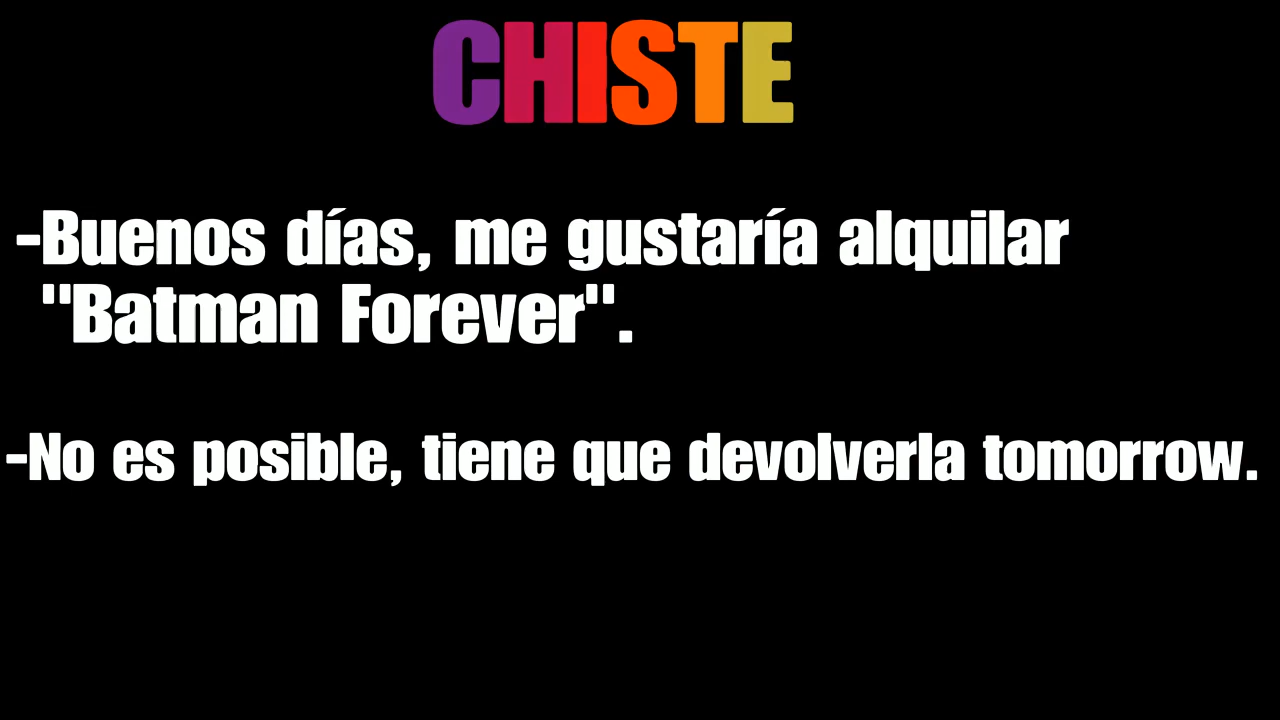 CHISTE
-Buenos días, me gustaría alquilar
"Batman Forever".
-No es posible, tiene que devolverla tomorrow.